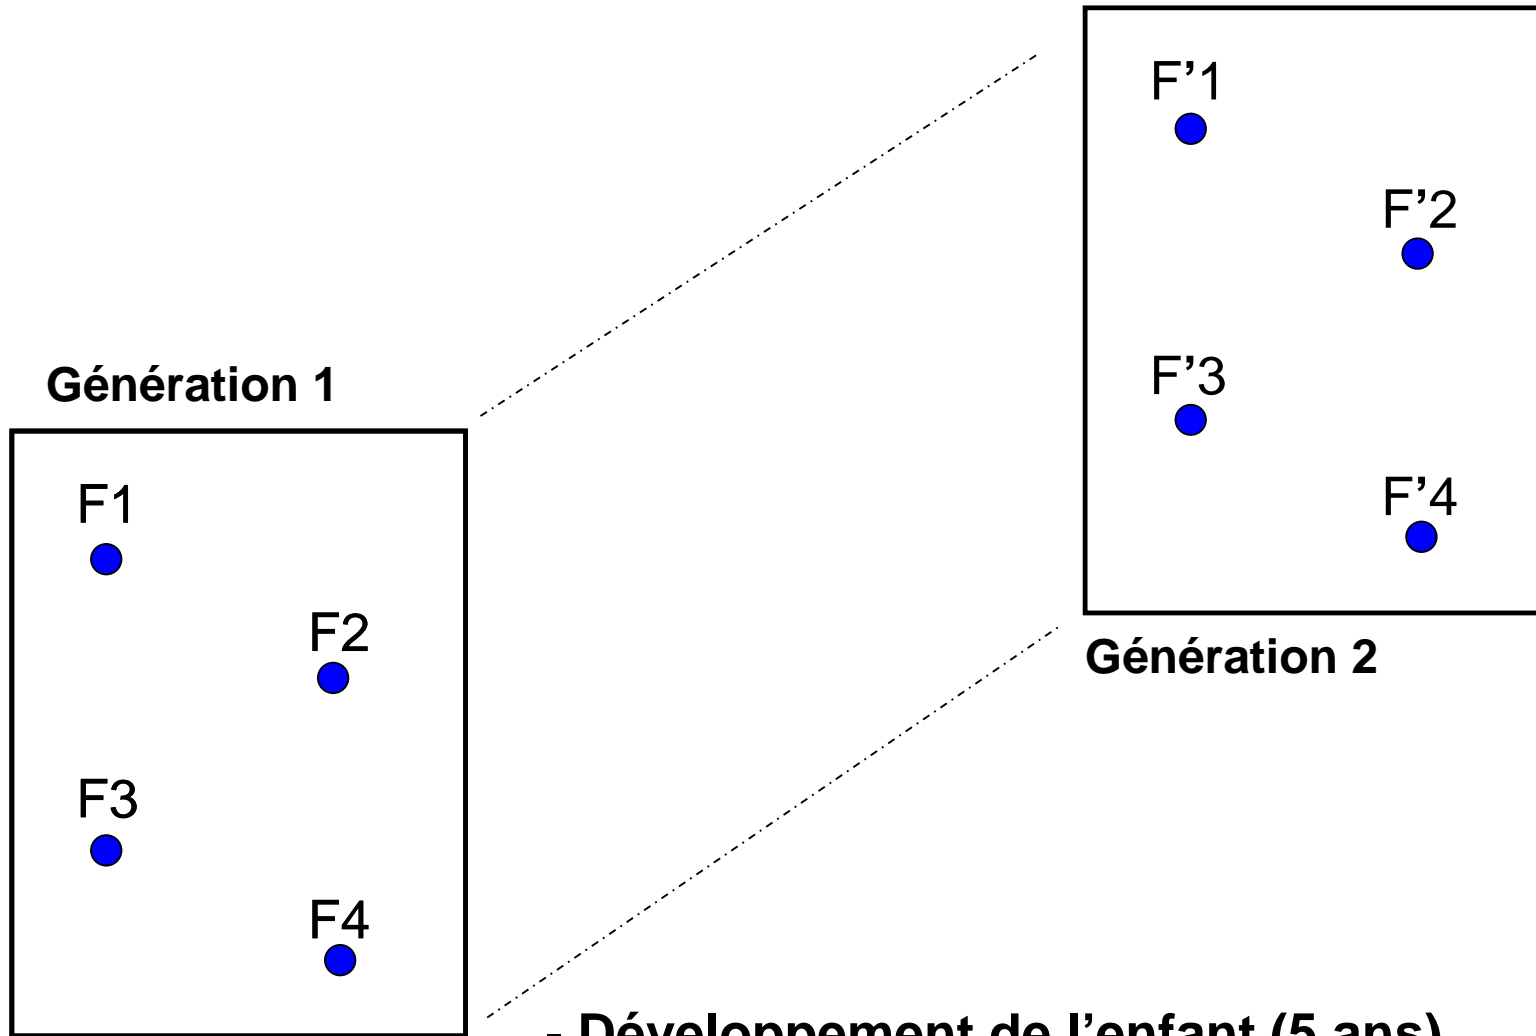 F’1
F’2
F’3
F’4
Génération 2
Génération 1
F1
F2
F3
F4
- Développement de l’enfant (5 ans)